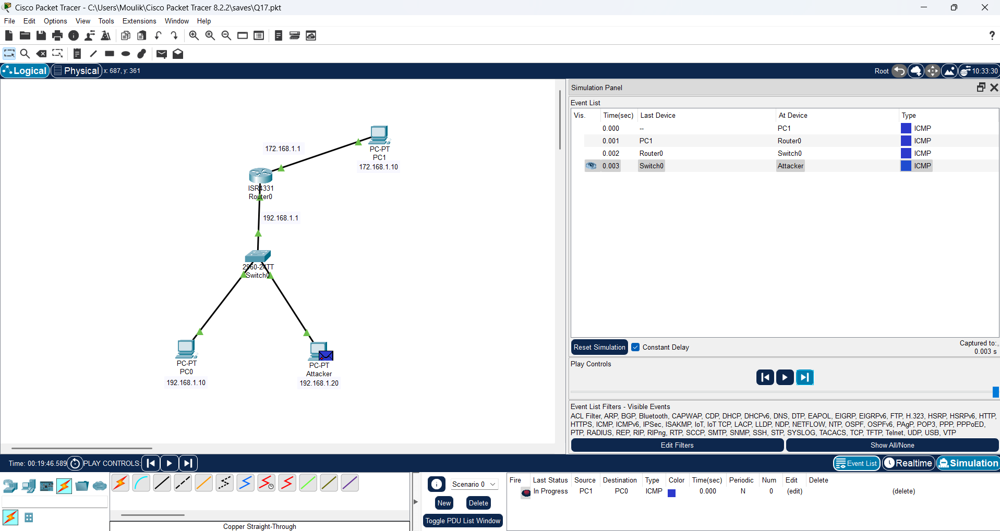 Cisco Packet Tracer - C:\Users\Moulik\Cisco Packet Tracer 8.2.2\saves\Q17.pkt
File Edit Options View Tools Extensions Window Help
?
Logical Physical x: 687, y: 361 Root 10:33:30
172.168.1.1
PC-PT
PC1
172.168.1.10
ISR4331
Router0
192.168.1.1
2960-24TT
Switch0
PC-PT
PC0
192.168.1.10
PC-PT
Attacker
192.168.1.20
Simulation Panel
Event List
Vis. Time(sec) Last Device At Device Type
0.000 -- PC1 ICMP
0.001 PC1 Router0 ICMP
0.002 Router0 Switch0 ICMP
0.003 Switch0 Attacker ICMP
Reset Simulation Constant Delay Captured to:
0.003 s
Play Controls
Event List Filters - Visible Events
ACL Filter, ARP, BGP, Bluetooth, CAPWAP, CDP, DHCP, DHCPv6, DNS, DTP, EAPOL, EIGRP, EIGRPv6, FTP, H.323, HSRP, HSRPv6, HTTP,
HTTPS, ICMP, ICMPv6, IPSec, ISAKMP, IoT, IoT TCP, LACP, LLDP, NDP, NETFLOW, NTP, OSPF, OSPFv6, PAgP, POP3, PPP, PPPoED,
PTP, RADIUS, REP, RIP, RIPng, RTP, SCCP, SMTP, SNMP, SSH, STP, SYSLOG, TACACS, TCP, TFTP, Telnet, UDP, USB, VTP
Edit Filters Show All/None
Time: 00:19:46.589 PLAY CONTROLS: Event List Realtime Simulation
Scenario 0
New Delete
Toggle PDU List Window
Fire Last Status Source Destination Type Color Time(sec) Periodic Num Edit Delete
In Progress PC1 PC0 ICMP 0.000 N 0 (edit) (delete)
Copper Straight-Through